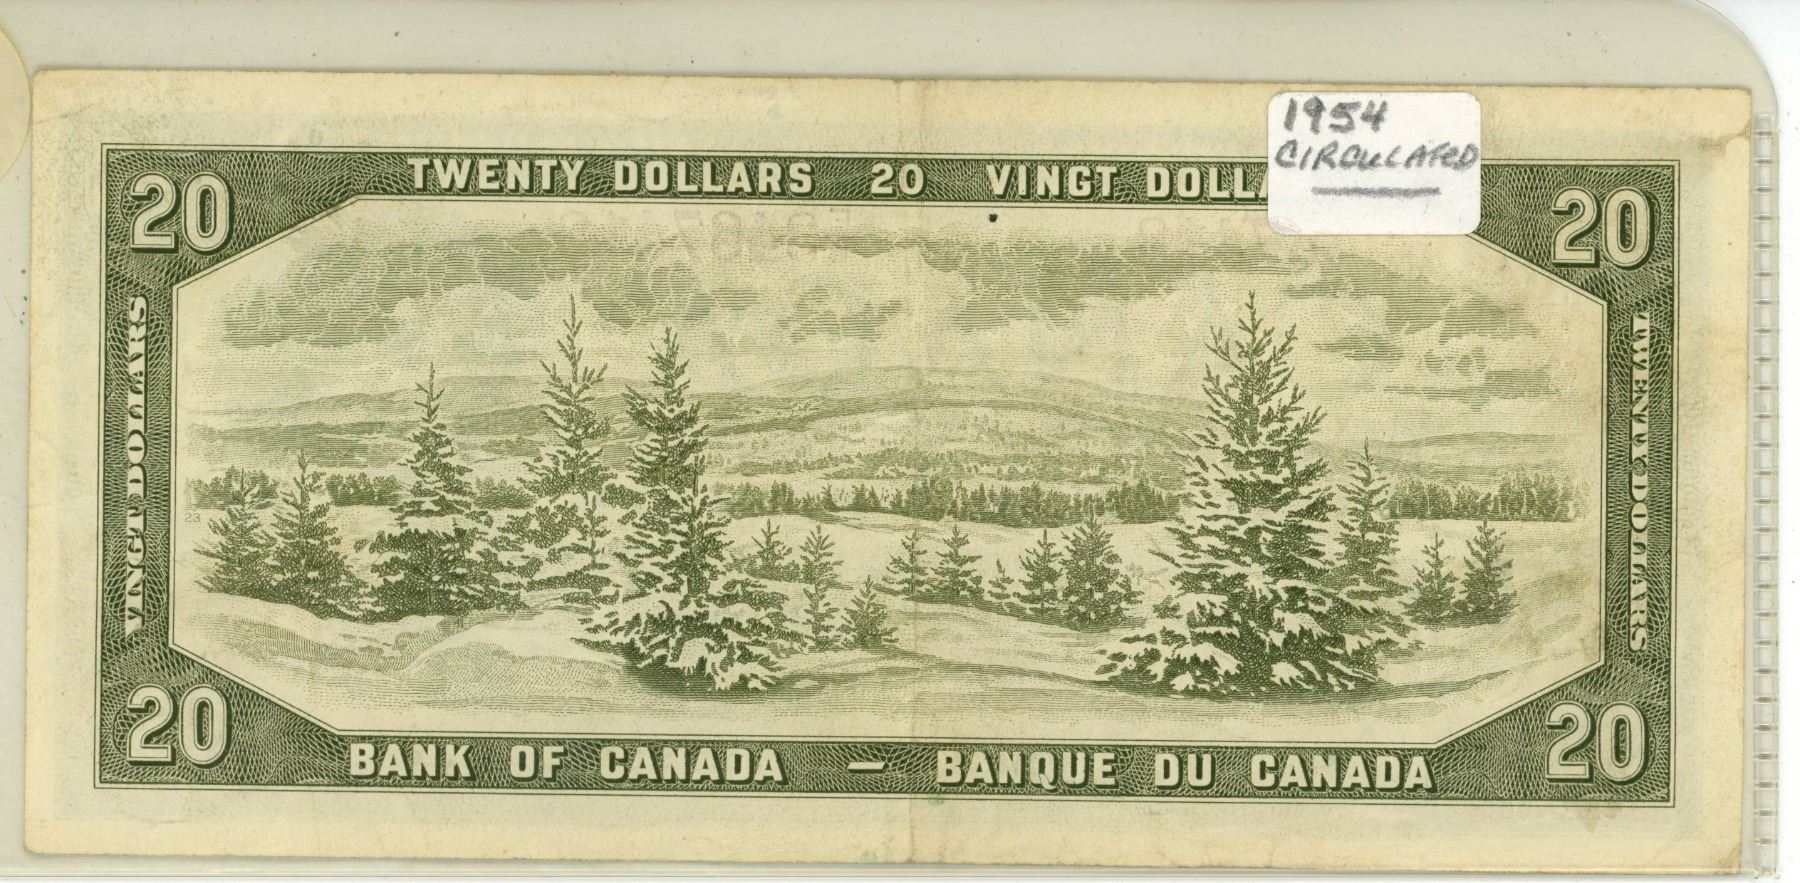 1954
CIRCULATED
TWENTY DOLLARS 20 VINGT DOLLA
20
20
VINGT DOLLARS
TWENTY DOLLARS
23
20
20
BANK OF CANADA — BANQUE DU CANADA